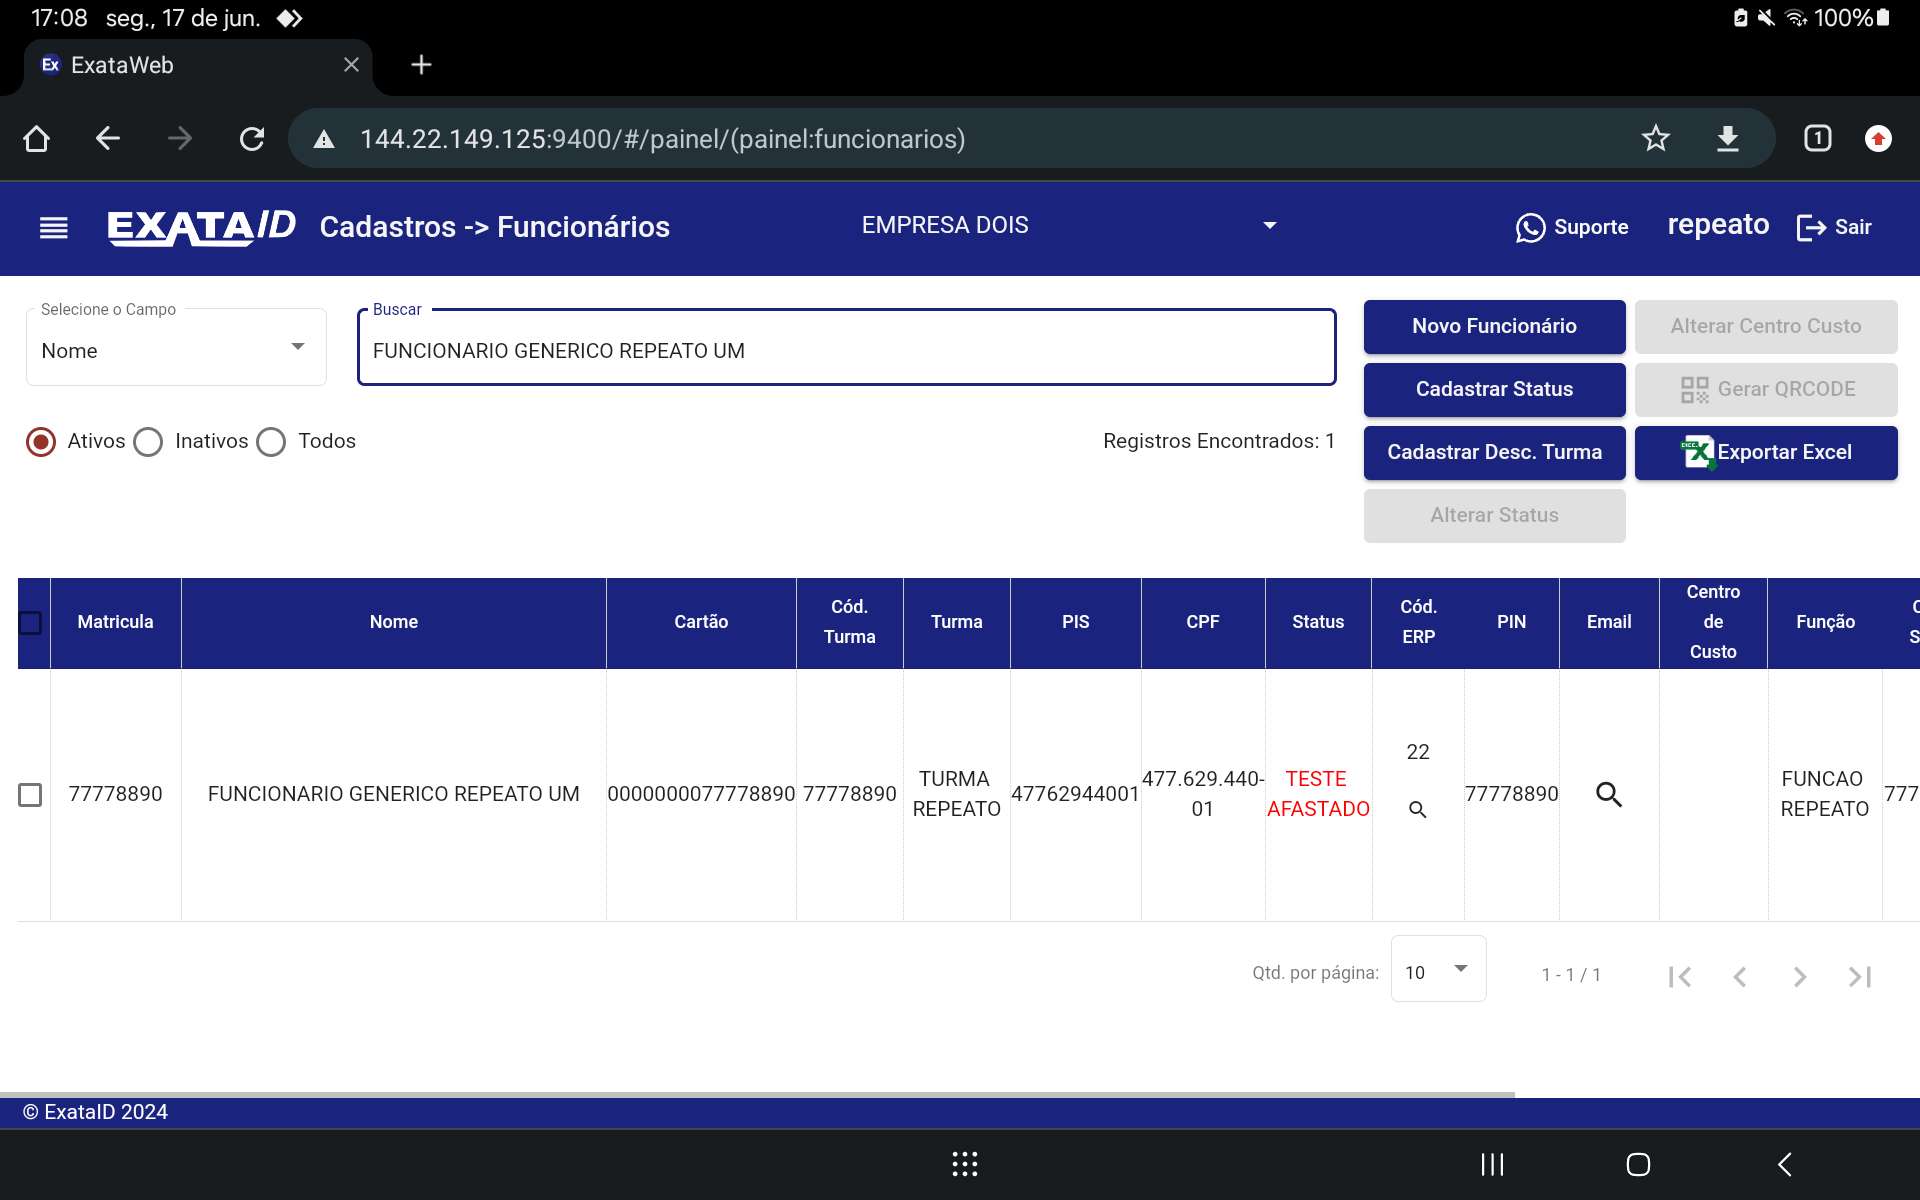 17:08 seg., 17 de jun.
100%
Ex ExataWeb
144.22.149.125:9400/#/painel/(painel:funcionarios)
1
EXATA ID Cadastros -> Funcionários
EMPRESA DOIS
Suporte repeato Sair
Selecione o Campo
Nome
Buscar
FUNCIONARIO GENERICO REPEATO UM
Novo Funcionário
Alterar Centro Custo
Cadastrar Status
Gerar QRCODE
Cadastrar Desc. Turma
Exportar Excel
Alterar Status
Ativos Inativos Todos
Registros Encontrados: 1
Matricula
Nome
Cartão
Cód.
Turma
Turma
PIS
CPF
Status
Cód.
ERP
PIN
Email
Centro
de
Custo
Função
77778890
FUNCIONARIO GENERICO REPEATO UM
0000000077778890
77778890
TURMA
REPEATO
47762944001
477.629.440-
01
TESTE
AFASTADO
22
77778890
FUNCAO
REPEATO
777
Qtd. por página: 10 1 - 1 / 1
© ExataID 2024